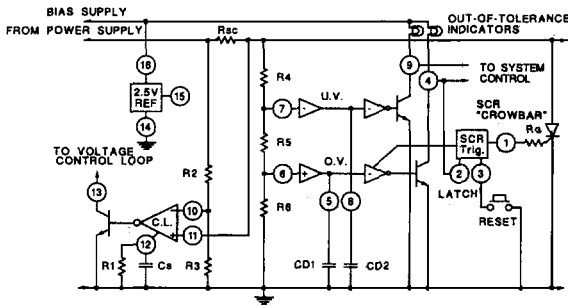 BIAS SUPPLY
FROM POWER SUPPLY
Rsc
OUT-OF-TOLERANCE
INDICATORS
16
9
TO SYSTEM
CONTROL
4
R4
2.5V
REF
15
7
U.V.
SCR
"CROWBAR"
RG
14
R5
SCR
Trig.
1
TO VOLTAGE
CONTROL LOOP
6
O.V.
R2
2
3
13
5
8
LATCH
10
C.L.
R6
RESET
11
12
R1
Cs
R3
CD1
CD2